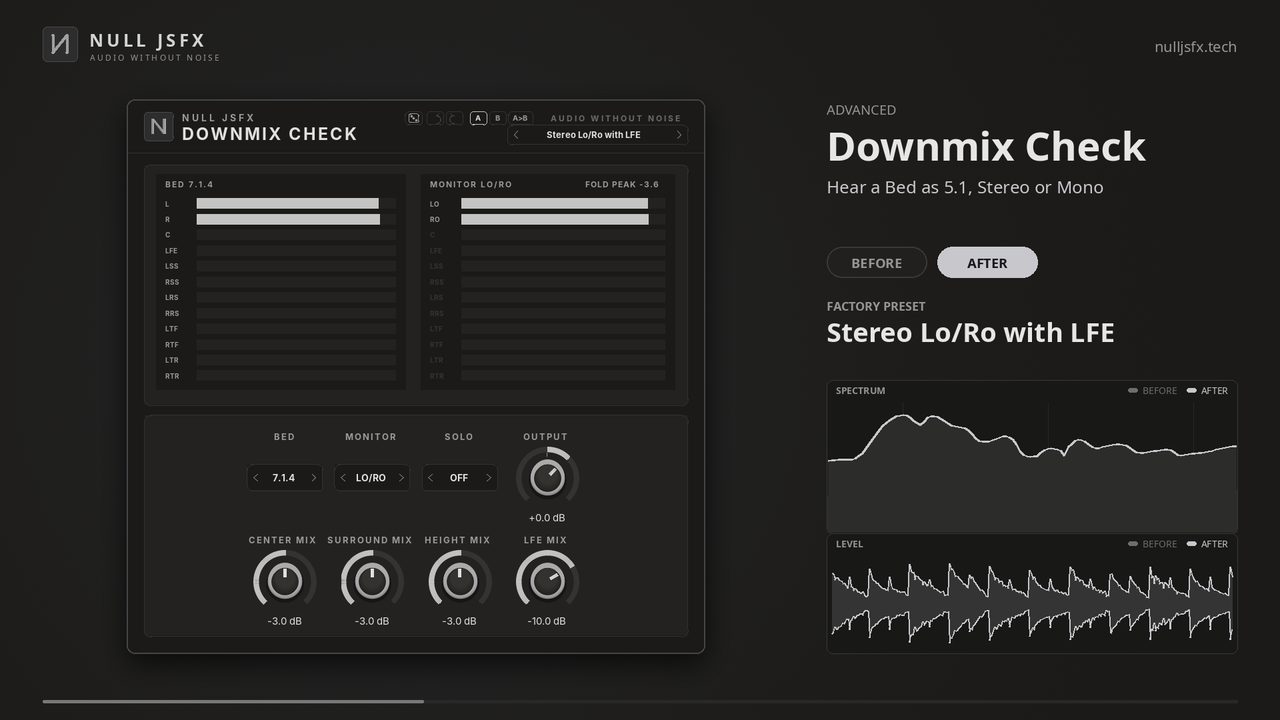 NULL JSFX
AUDIO WITHOUT NOISE
nulljsfx.tech
N
NULL JSFX
DOWNMIX CHECK
A
B
A>B
AUDIO WITHOUT NOISE
Stereo Lo/Ro with LFE
BED 7.1.4
L
R
C
LFE
LSS
RSS
LRS
RRS
LTF
RTF
LTR
RTR
MONITOR LO/RO
FOLD PEAK -3.6
LO
RO
C
LFE
LSS
RSS
LRS
RRS
LTF
RTF
LTR
RTR
BED
MONITOR
SOLO
OUTPUT
7.1.4
LO/RO
OFF
+0.0 dB
CENTER MIX
SURROUND MIX
HEIGHT MIX
LFE MIX
-3.0 dB
-3.0 dB
-3.0 dB
-10.0 dB
ADVANCED
Downmix Check
Hear a Bed as 5.1, Stereo or Mono
BEFORE
AFTER
FACTORY PRESET
Stereo Lo/Ro with LFE
SPECTRUM
BEFORE
AFTER
LEVEL
BEFORE
AFTER